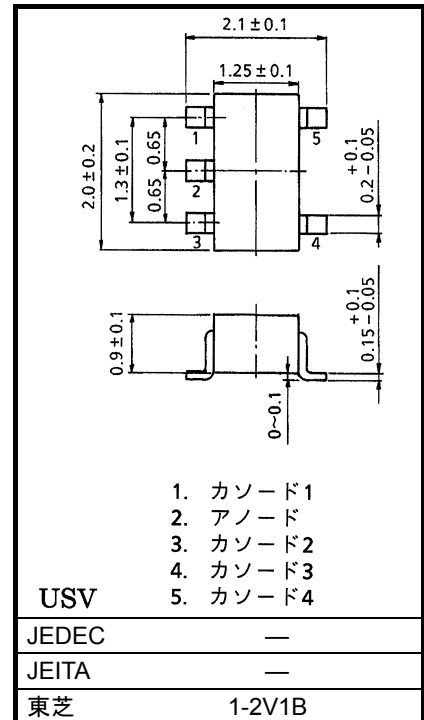 2.1±0.1
1.25±0.1
2.0±0.2
1.3±0.1
0.65
0.65
1
2
3
5
4
+0.1
0.2-0.05
0.9±0.1
0~0.1
+0.1
0.15-0.05
1. カソード1
2. アノード
3. カソード2
4. カソード3
USV 5. カソード4
JEDEC —
JEITA —
東芝 1-2V1B